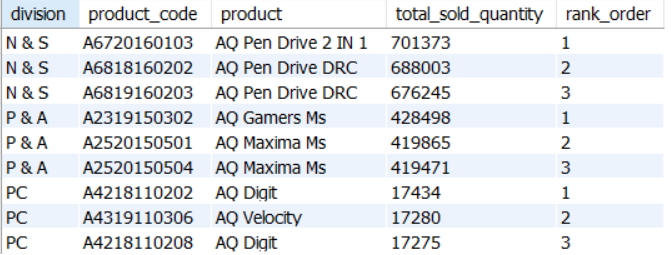 division product_code product total_sold_quantity rank_order
N & S A6720160103 AQ Pen Drive 2 IN 1 701373 1
N & S A6818160202 AQ Pen Drive DRC 688003 2
N & S A6819160203 AQ Pen Drive DRC 676245 3
P & A A2319150302 AQ Gamers Ms 428498 1
P & A A2520150501 AQ Maxima Ms 419865 2
P & A A2520150504 AQ Maxima Ms 419471 3
PC A4218110202 AQ Digit 17434 1
PC A4319110306 AQ Velocity 17280 2
PC A4218110208 AQ Digit 17275 3